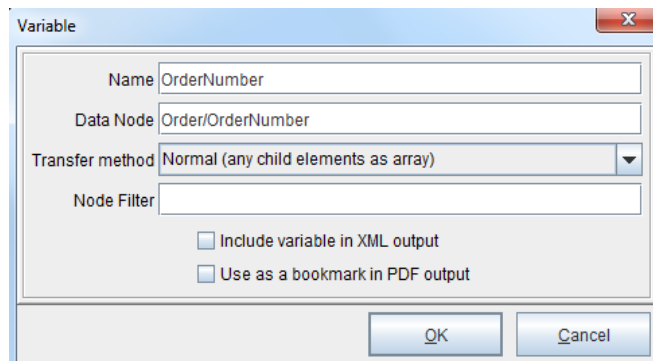 Variable
Name OrderNumber
Data Node Order/OrderNumber
Transfer method Normal (any child elements as array)
Node Filter
Include variable in XML output
Use as a bookmark in PDF output
OK Cancel